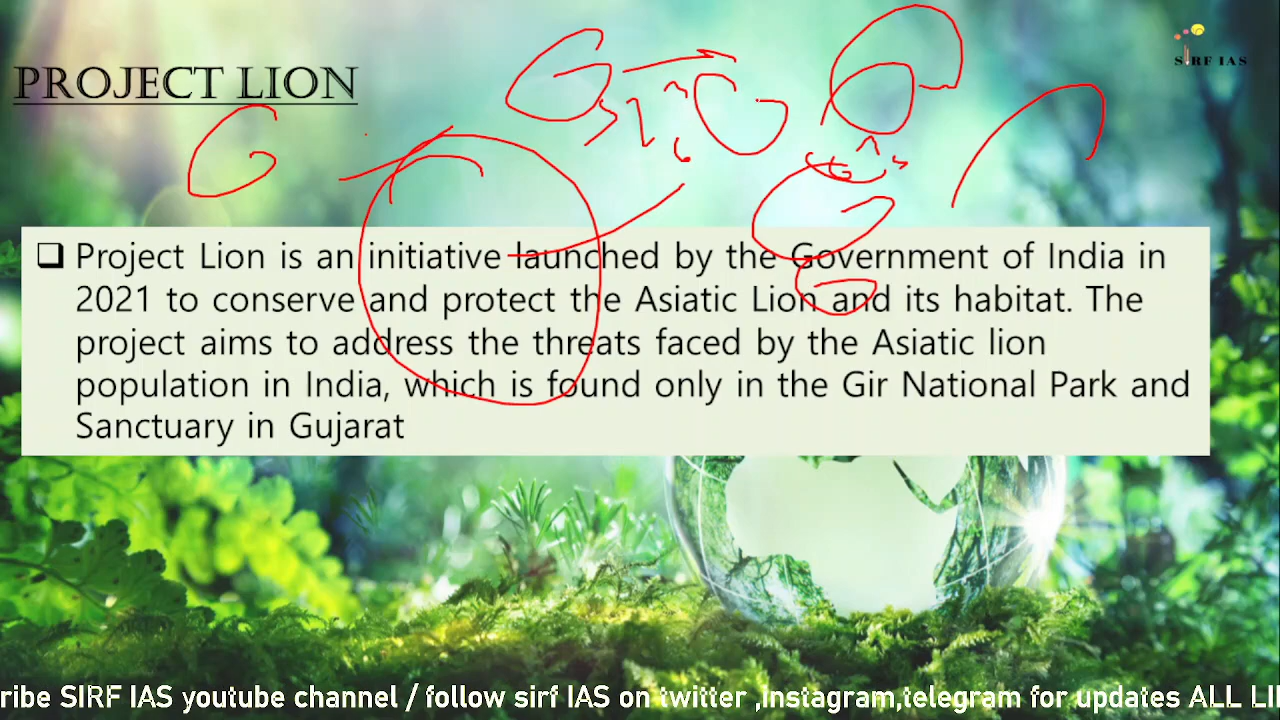 PROJECT LION
SIRF IAS
Project Lion is an initiative launched by the Government of India in
2021 to conserve and protect the Asiatic Lion and its habitat. The
project aims to address the threats faced by the Asiatic lion
population in India, which is found only in the Gir National Park and
Sanctuary in Gujarat
ribe SIRF IAS youtube channel / follow sirf IAS on twitter ,instagram,telegram for updates ALL LI